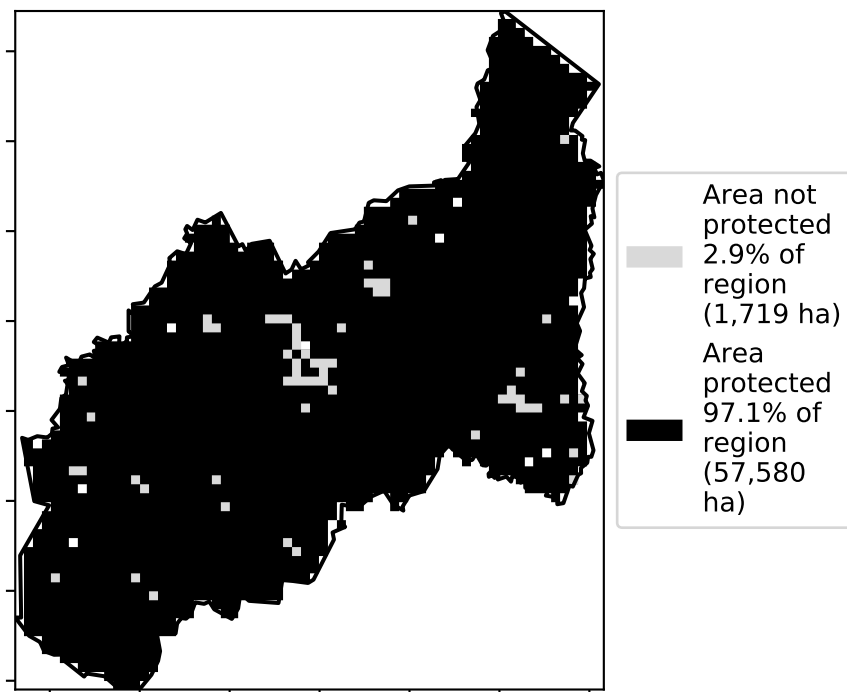 Area not
protected
2.9% of
region
(1,719 ha)
Area
protected
97.1% of
region
(57,580
ha)